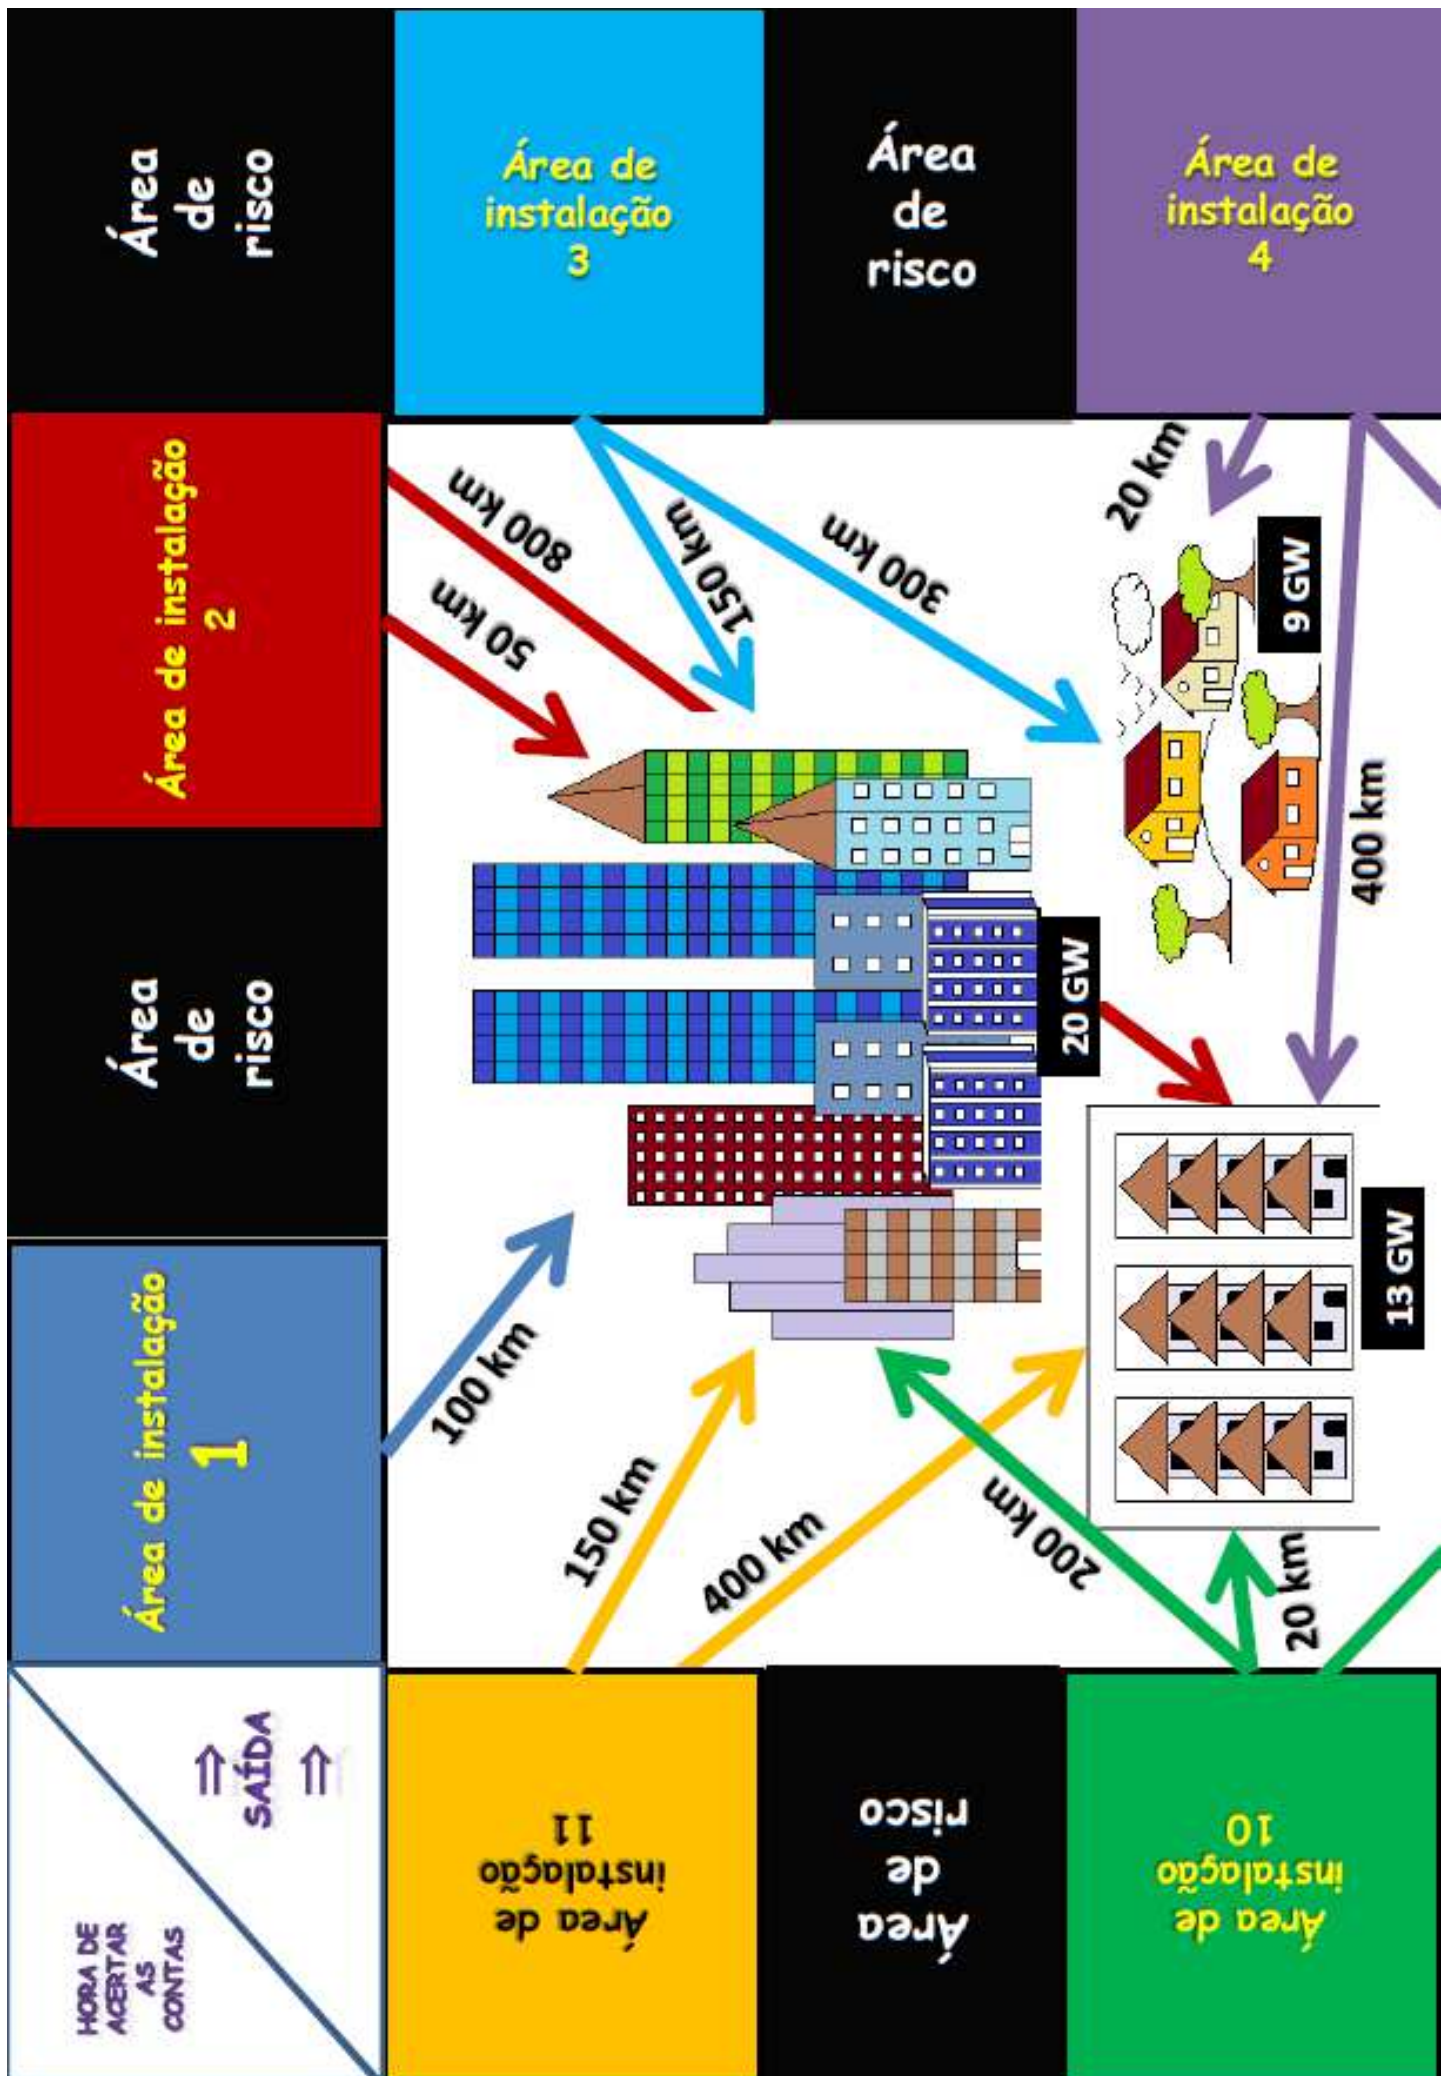 Área
de
risco
Área de
instalação
3
Área
de
risco
Área de
instalação
4
Área de instalação
2
800 km
50 km
150 km
300 km
20 km
9 GW
400 km
Área
de
risco
20 GW
Área de instalação
1
100 km
13 GW
150 km
400 km
200 km
20 km
SAÍDA
HORA DE
ACERTAR
AS
CONTAS
Área de
instalação
11
Área
de
risco
Área de
instalação
10